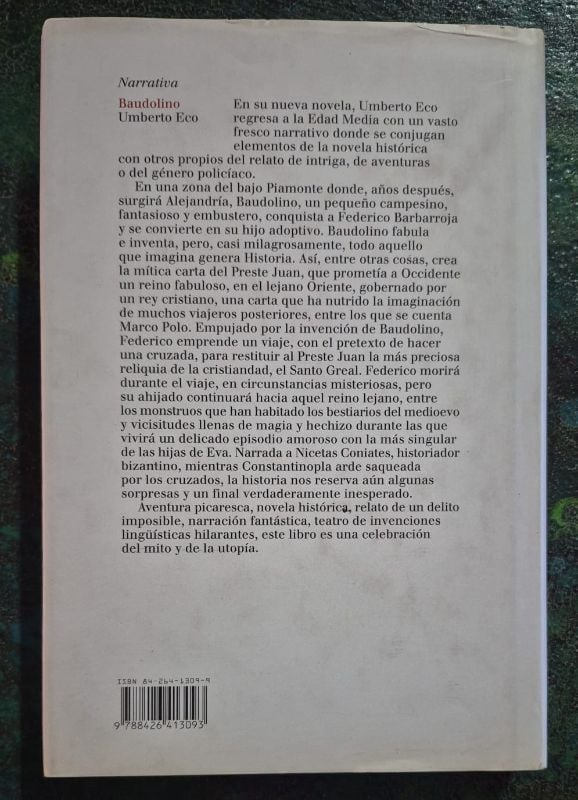 Narrativa
Baudolino
Umberto Eco
En su nueva novela, Umberto Eco
regresa a la Edad Media con un vasto
fresco narrativo donde se conjugan
elementos de la novela histórica
con otros propios del relato de intriga, de aventuras
o del género policíaco.
En una zona del bajo Piamonte donde, años después,
surgirá Alejandría, Baudolino, un pequeño campesino,
fantasioso y embustero, conquista a Federico Barbarroja
y se convierte en su hijo adoptivo. Baudolino fabula
e inventa, pero, casi milagrosamente, todo aquello
que imagina genera Historia. Así, entre otras cosas, crea
la mítica carta del Preste Juan, que prometía a Occidente
un reino fabuloso, en el lejano Oriente, gobernado por
un rey cristiano, una carta que ha nutrido la imaginación
de muchos viajeros posteriores, entre los que se cuenta
Marco Polo. Empujado por la invención de Baudolino,
Federico emprende un viaje, con el pretexto de hacer
una cruzada, para restituir al Preste Juan la más preciosa
reliquia de la cristiandad, el Santo Greal. Federico morirá
durante el viaje, en circunstancias misteriosas, pero
su ahijado continuará hacia aquel reino lejano, entre
los monstruos que han habitado los bestiarios del medioevo
y vicisitudes llenas de magia y hechizo durante las que
vivirá un delicado episodio amoroso con la más singular
de las hijas de Eva. Narrada a Nicetas Coniates, historiador
bizantino, mientras Constantinopla arde saqueada
por los cruzados, la historia nos reserva aún algunas
sorpresas y un final verdaderamente inesperado.
Aventura picaresca, novela histórica, relato de un delito
imposible, narración fantástica, teatro de invenciones
lingüísticas hilarantes, este libro es una celebración
del mito y de la utopía.
ISBN 84-264-1309-9
9 788426 413093